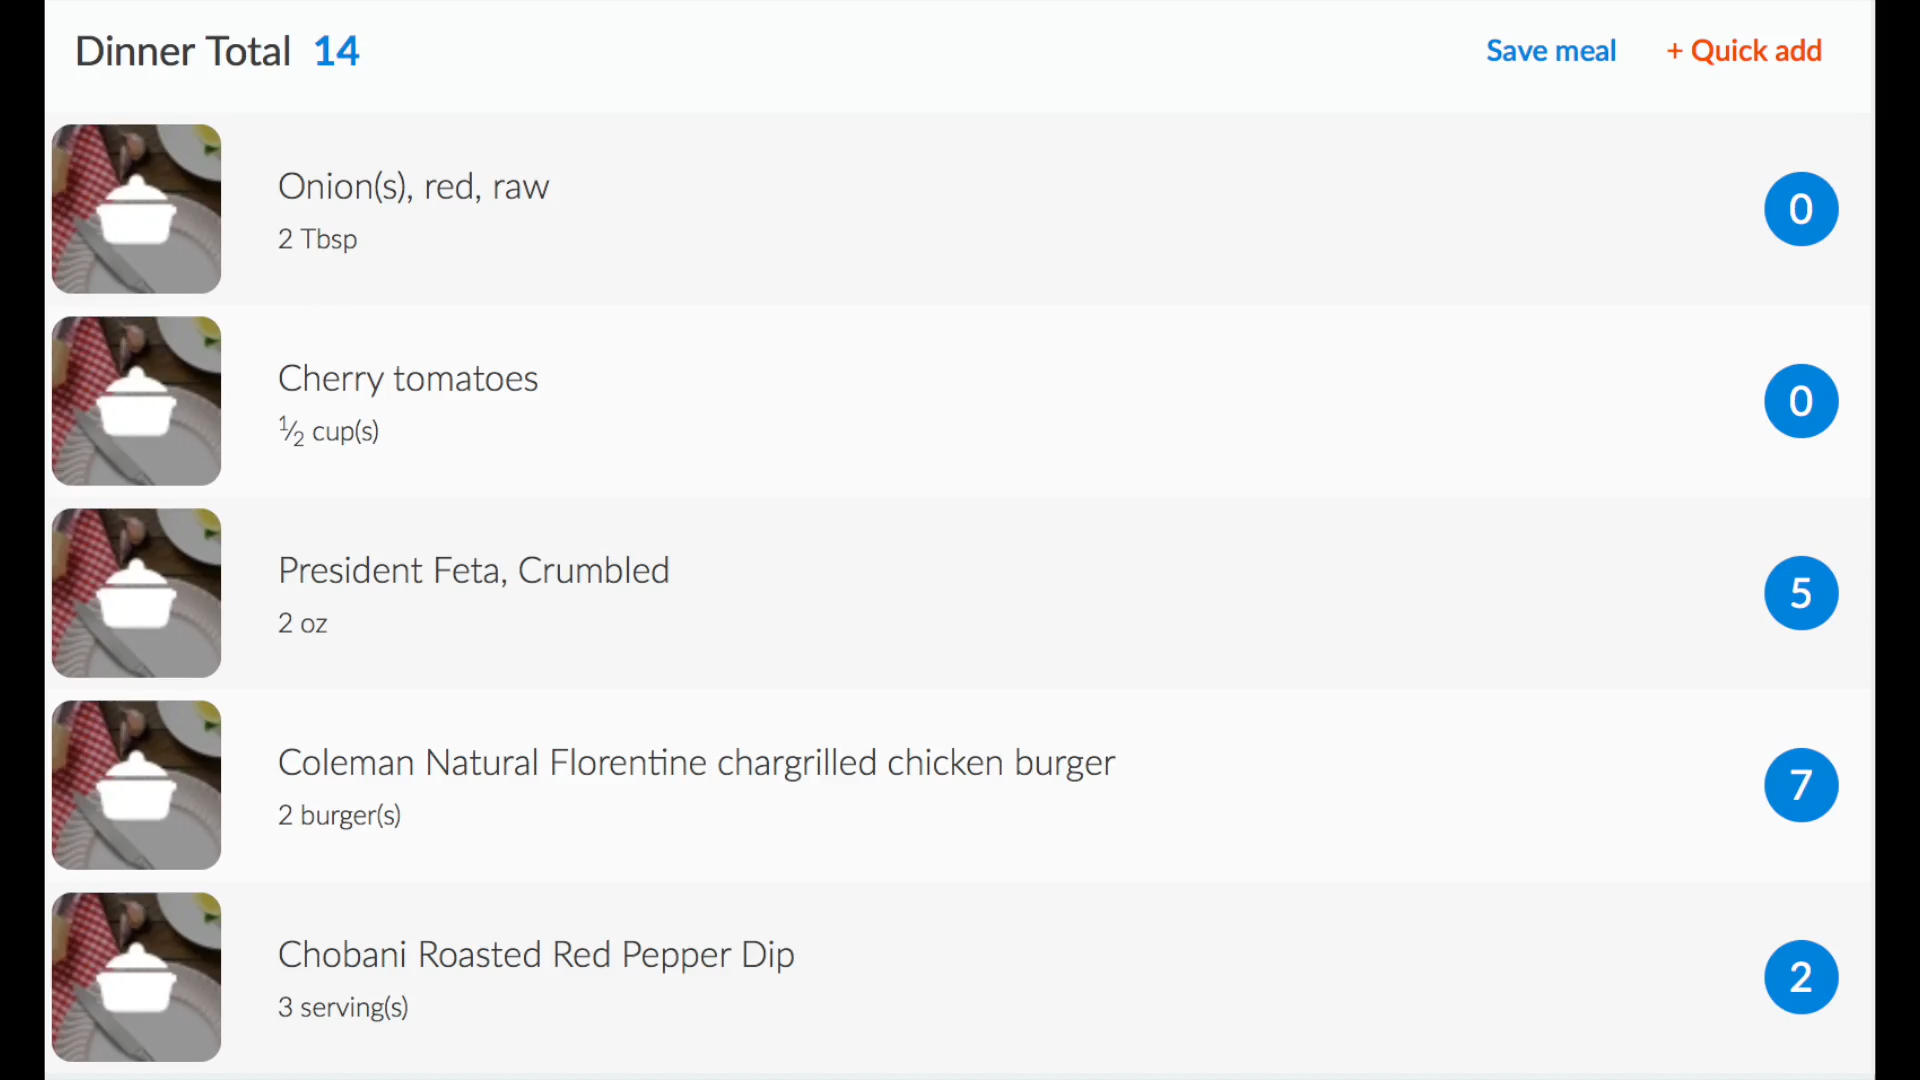 Dinner Total 14 Save meal + Quick add
Onion(s), red, raw
2 Tbsp
0
Cherry tomatoes
½ cup(s)
0
President Feta, Crumbled
2 oz
5
Coleman Natural Florentine chargrilled chicken burger
2 burger(s)
7
Chobani Roasted Red Pepper Dip
3 serving(s)
2